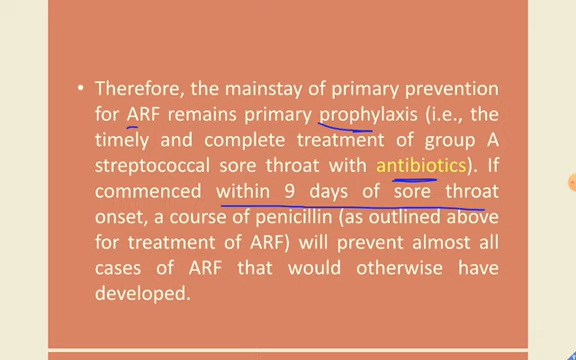 • Therefore, the mainstay of primary prevention
for ARF remains primary prophylaxis (i.e., the
timely and complete treatment of group A
streptococcal sore throat with antibiotics). If
commenced within 9 days of sore throat
onset, a course of penicillin (as outlined above
for treatment of ARF) will prevent almost all
cases of ARF that would otherwise have
developed.